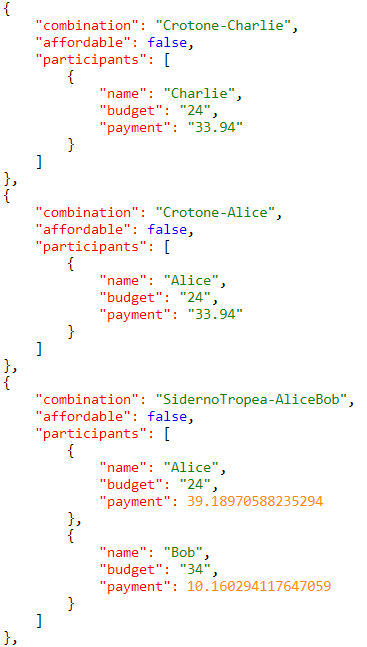 {
    "combination": "Crotone-Charlie",
    "affordable": false,
    "participants": [
        {
            "name": "Charlie",
            "budget": "24",
            "payment": "33.94"
        }
    ]
},
{
    "combination": "Crotone-Alice",
    "affordable": false,
    "participants": [
        {
            "name": "Alice",
            "budget": "24",
            "payment": "33.94"
        }
    ]
},
{
    "combination": "SidernoTropea-AliceBob",
    "affordable": false,
    "participants": [
        {
            "name": "Alice",
            "budget": "24",
            "payment": 39.18970588235294
        },
        {
            "name": "Bob",
            "budget": "34",
            "payment": 10.160294117647059
        }
    ]
},